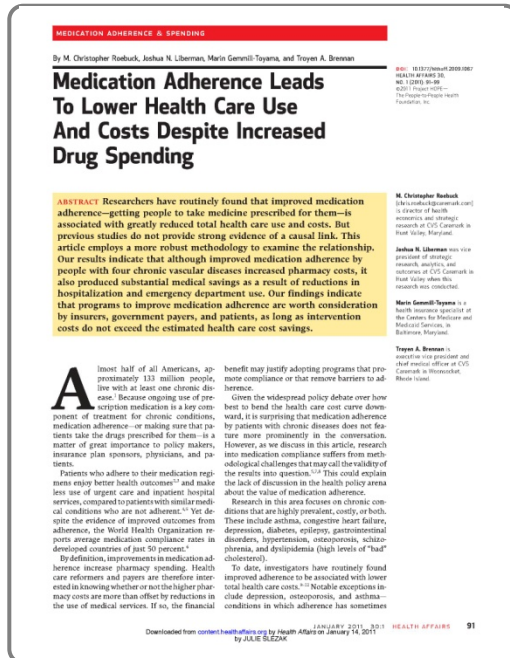 MEDICATION ADHERENCE & SPENDING
By M. Christopher Roebuck, Joshua N. Liberman, Marin Gemmill-Toyama, and Troyen A. Brennan
Medication Adherence Leads
To Lower Health Care Use
And Costs Despite Increased
Drug Spending
DOI: 10.1377/hlthaff.2009.1087
HEALTH AFFAIRS 30,
NO. 1 (2011): 91–99
©2011 Project HOPE—
The People-to-People Health
Foundation, Inc.
ABSTRACT Researchers have routinely found that improved medication
adherence—getting people to take medicine prescribed for them—is
associated with greatly reduced total health care use and costs. But
previous studies do not provide strong evidence of a causal link. This
article employs a more robust methodology to examine the relationship.
Our results indicate that although improved medication adherence by
people with four chronic vascular diseases increased pharmacy costs, it
also produced substantial medical savings as a result of reductions in
hospitalization and emergency department use. Our findings indicate
that programs to improve medication adherence are worth consideration
by insurers, government payers, and patients, as long as intervention
costs do not exceed the estimated health care cost savings.
M. Christopher Roebuck
(chris.roebuck@caremark.com)
is director of health
economics and strategic
research at CVS Caremark in
Hunt Valley, Maryland.
Joshua N. Liberman was vice
president of strategic
research, analytics, and
outcomes at CVS Caremark in
Hunt Valley when this
research was conducted.
Marin Gemmill-Toyama is a
health insurance specialist at
the Centers for Medicare and
Medicaid Services, in
Baltimore, Maryland.
Troyen A. Brennan is
executive vice president and
chief medical officer at CVS
Caremark in Woonsocket,
Rhode Island.
Almost half of all Americans, ap-
proximately 133 million people,
live with at least one chronic dis-
ease.1 Because ongoing use of pre-
scription medication is a key com-
ponent of treatment for chronic conditions,
medication adherence—or making sure that pa-
tients take the drugs prescribed for them—is a
matter of great importance to policy makers,
insurance plan sponsors, physicians, and pa-
tients.
Patients who adhere to their medication regi-
mens enjoy better health outcomes2,3 and make
less use of urgent care and inpatient hospital
services, compared to patients with similar medi-
cal conditions who are not adherent.4,5 Yet de-
spite the evidence of improved outcomes from
adherence, the World Health Organization re-
ports average medication compliance rates in
developed countries of just 50 percent.6
By definition, improvements in medication ad-
herence increase pharmacy spending. Health
care reformers and payers are therefore inter-
ested in knowing whether or not the higher phar-
macy costs are more than offset by reductions in
the use of medical services. If so, the financial
benefit may justify adopting programs that pro-
mote compliance or that remove barriers to ad-
herence.
Given the widespread policy debate over how
best to bend the health care cost curve down-
ward, it is surprising that medication adherence
by patients with chronic diseases does not fea-
ture more prominently in the conversation.
However, as we discuss in this article, research
into medication compliance suffers from meth-
odological challenges that may call the validity of
the results into question.5,7,8 This could explain
the lack of discussion in the health policy arena
about the value of medication adherence.
Research in this area focuses on chronic con-
ditions that are highly prevalent, costly, or both.
These include asthma, congestive heart failure,
depression, diabetes, epilepsy, gastrointestinal
disorders, hypertension, osteoporosis, schizo-
phrenia, and dyslipidemia (high levels of "bad"
cholesterol).
To date, investigators have routinely found
improved adherence to be associated with lower
total health care costs. Notable exceptions in-
clude depression, osteoporosis, and asthma—
conditions in which adherence has sometimes
JANUARY 2011 30:1 HEALTH AFFAIRS 91
Downloaded from content.healthaffairs.org by Health Affairs on January 14, 2011
by JULIE SLEZAK